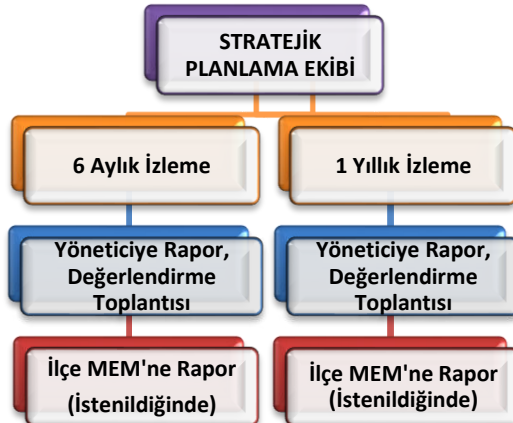 STRATEJİK
PLANLAMA EKİBİ
6 Aylık İzleme
1 Yıllık İzleme
Yöneticiye Rapor,
Değerlendirme
Toplantısı
Yöneticiye Rapor,
Değerlendirme
Toplantısı
İlçe MEM'ne Rapor
(İstenildiğinde)
İlçe MEM'ne Rapor
(İstenildiğinde)